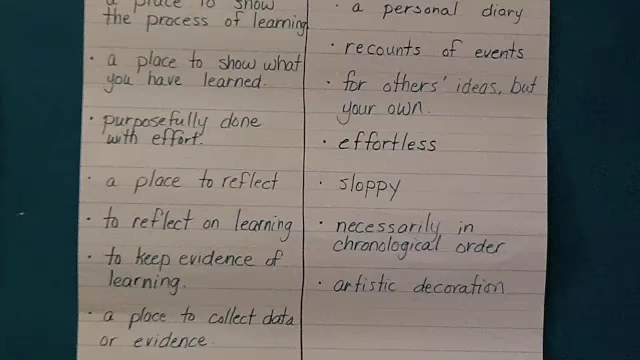 a place to show
the process of learning
· a place to show what
you have learned.
· purposefully done
with effort.
· a place to reflect
· to reflect on learning
· to keep evidence of
learning.
· a place to collect data
or evidence
· a personal diary
· recounts of events
· for others' ideas, but
your own.
· effortless
· sloppy
· necessarily in
chronological order
· artistic decoration